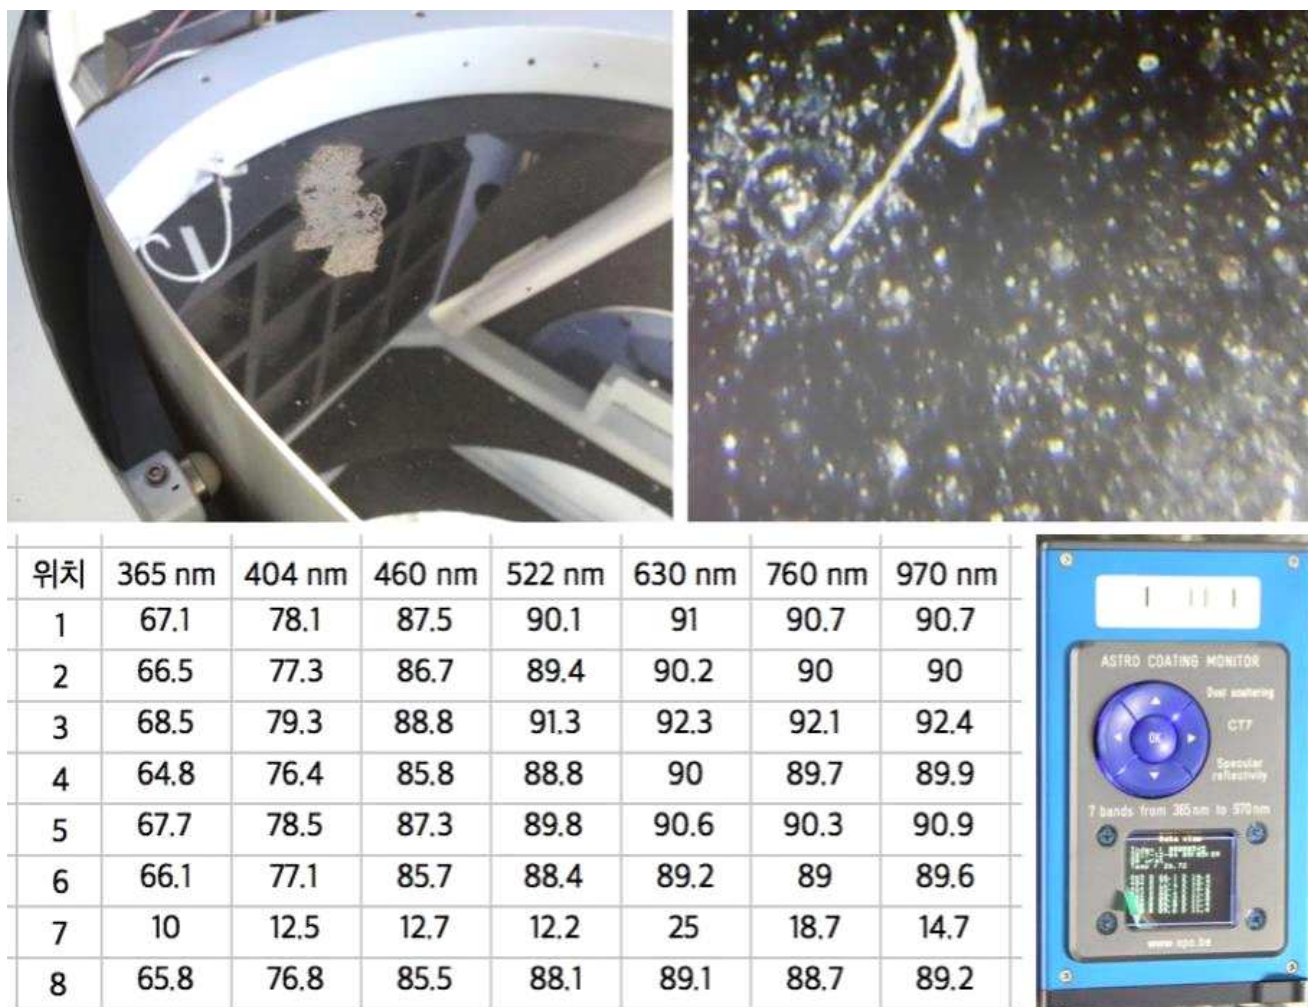 위치 365 nm 404 nm 460 nm 522 nm 630 nm 760 nm 970 nm
1 67.1 78.1 87.5 90.1 91 90.7 90.7
2 66.5 77.3 86.7 89.4 90.2 90 90
3 68.5 79.3 88.8 91.3 92.3 92.1 92.4
4 64.8 76.4 85.8 88.8 90 89.7 89.9
5 67.7 78.5 87.3 89.8 90.6 90.3 90.9
6 66.1 77.1 85.7 88.4 89.2 89 89.6
7 10 12.5 12.7 12.2 25 18.7 14.7
8 65.8 76.8 85.5 88.1 89.1 88.7 89.2
ASTRO COATING MONITOR
Dust scattering
OK
CT7
Specular
reflectivity
7 bands from 365 nm to 970 nm
Data view